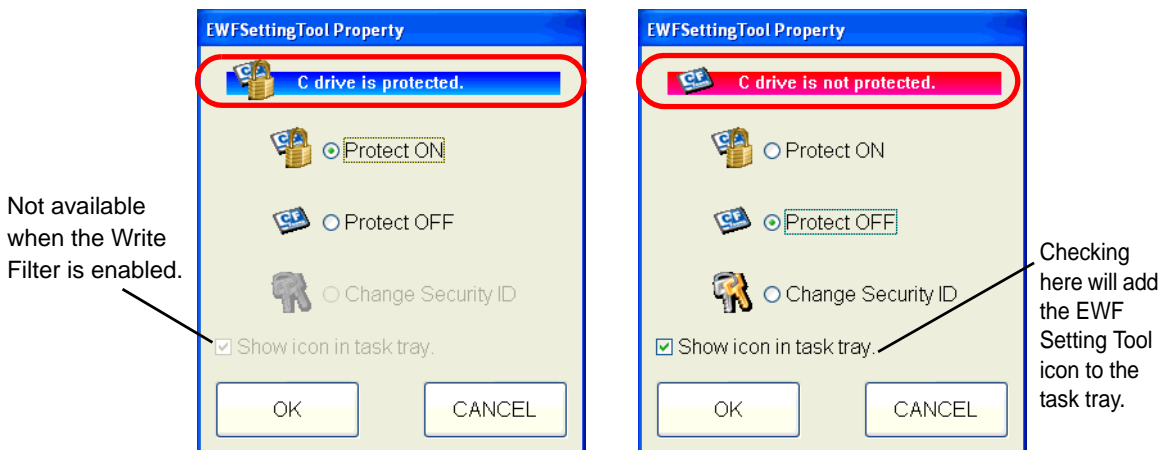 EWFSettingTool Property
C drive is protected.
Protect ON
Protect OFF
Change Security ID
Show icon in task tray.
OK
CANCEL
Not available
when the Write
Filter is enabled.
EWFSettingTool Property
C drive is not protected.
Protect ON
Protect OFF
Change Security ID
Show icon in task tray.
OK
CANCEL
Checking
here will add
the EWF
Setting Tool
icon to the
task tray.